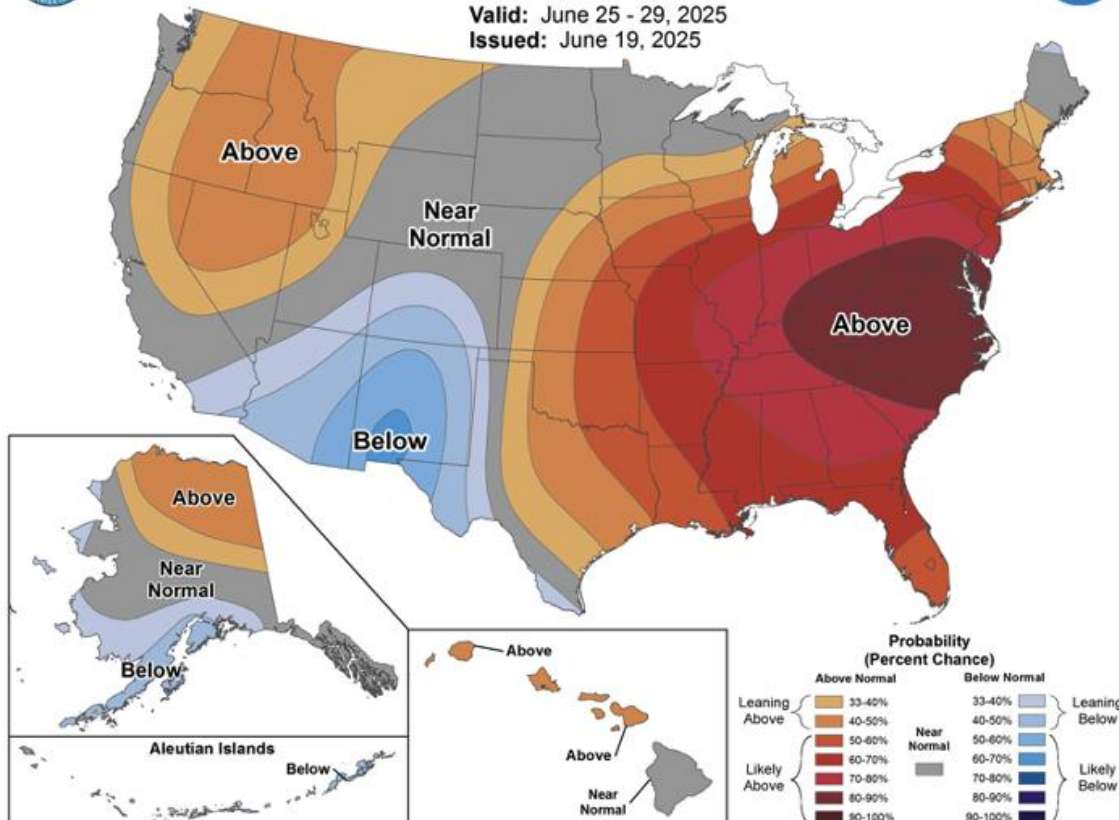 Valid: June 25 - 29, 2025
Issued: June 19, 2025
Above
Near
Normal
Above
Below
Above
Near
Normal
Below
Aleutian Islands
Below
Above
Above
Near
Normal
Probability
(Percent Chance)
Above Normal
Below Normal
Leaning
Above
33-40%
40-50%
Likely
Above
50-60%
60-70%
70-80%
80-90%
90-100%
Near
Normal
33-40%
40-50%
Leaning
Below
50-60%
60-70%
70-80%
80-90%
90-100%
Likely
Below